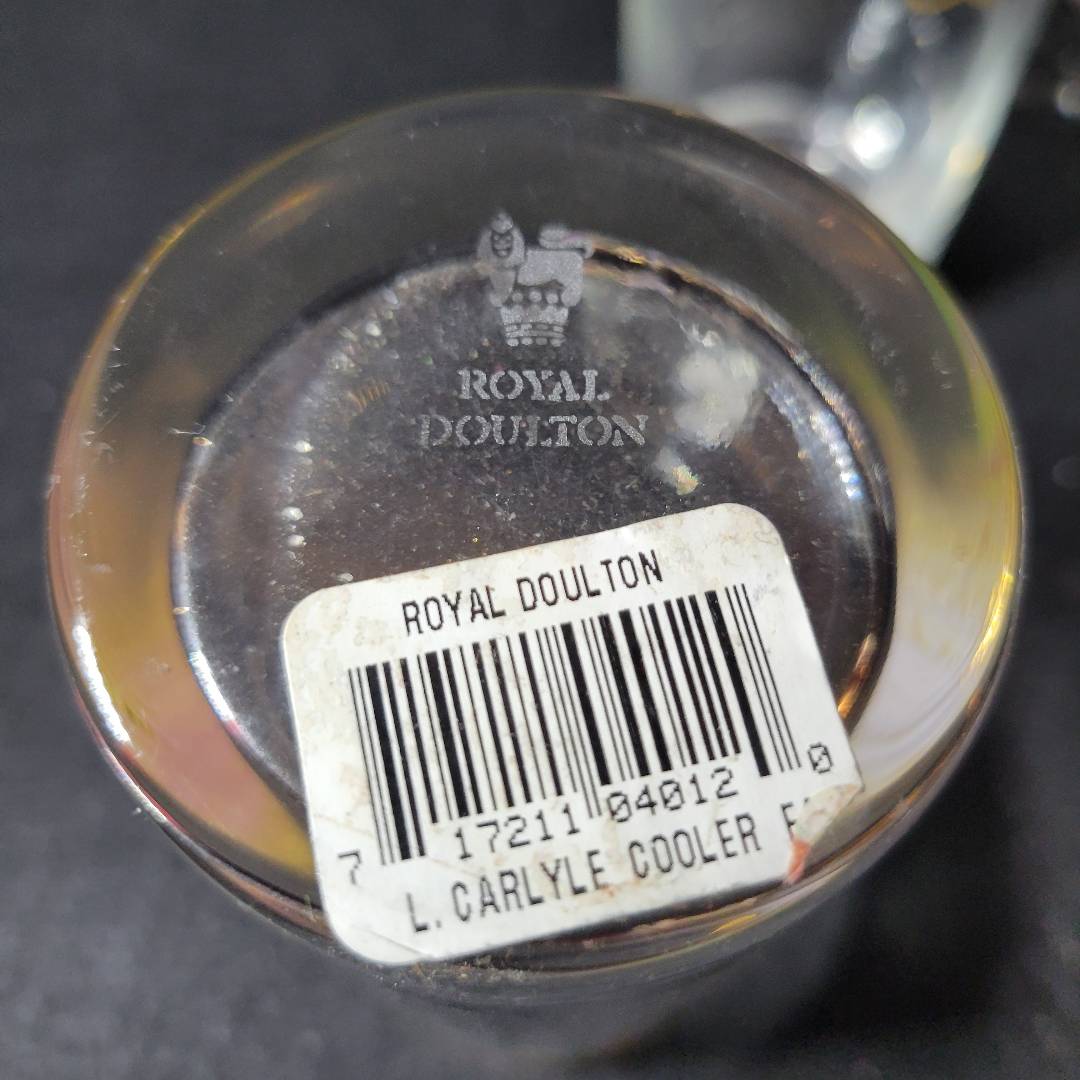 ROYAL
DOULTON
ROYAL DOULTON
7 17211 04012 0
L. CARLYLE COOLER